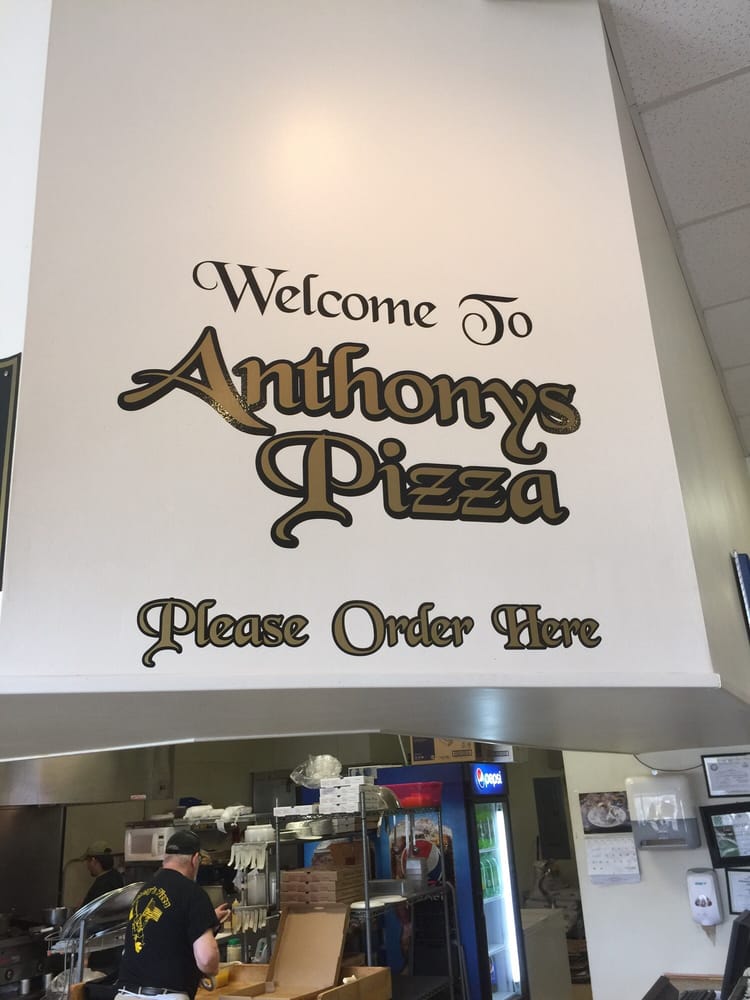 Welcome To
Anthonys
Pizza
Please Order Here
pepsi